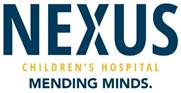 NEXUS
CHILDREN'S HOSPITAL
MENDING MINDS.